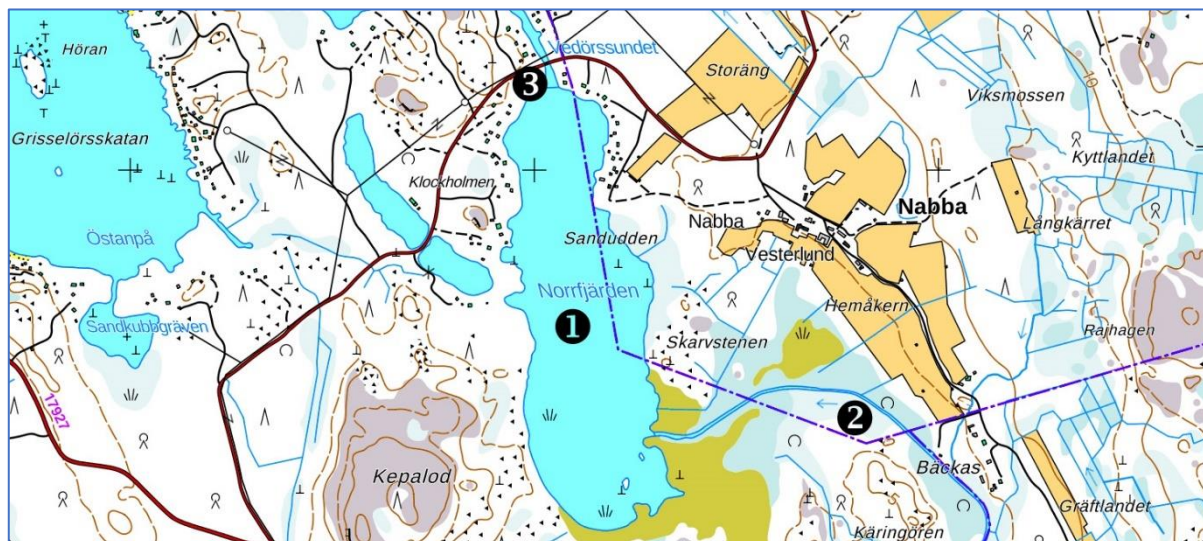 Höran
Vedörssundet
Storäng
3
10
Viksmossen
Grisselörsskatan
Kyttlandet
Klockholmen
Nabba
Nabba
Långkärret
Östanpå
Sandudden
Vesterlund
Norrfjärden
Hemåkern
Sandkubbgräven
1
Skarvstenen
Rajhagen
17927
2
Kepalod
Bäckas
Gräftlandet
Käringören